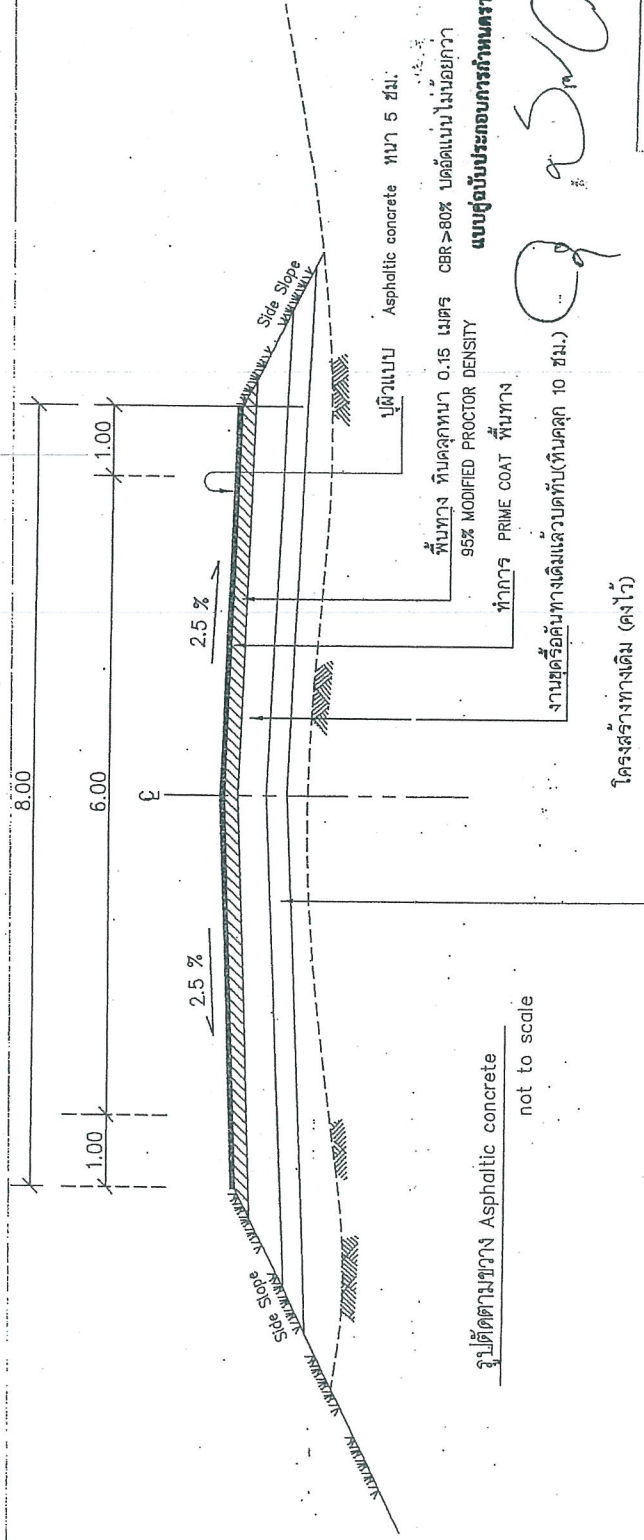 8.00
1.00
6.00
1.00
2.5 %
2.5 %
Side Slope
Side Slope
ปูผิวแบบ Asphaltic concrete หนา 5 ซม.
พื้นทาง หินคลุกหนา 0.15 เมตร CBR>80% บดอัดแน่นไม่น้อยกว่า
95% MODIFIED PROCTOR DENSITY
แบบคู่ฉบับประกอบการกำหนดรา
ทำการ PRIME COAT พื้นทาง
งานขุดรื้อคันทางเดิมแล้วบดทับ(หินคลุก 10 ซม.)
โครงสร้างทางเดิม (คงไว้)
รูปตัดตามขวาง Asphaltic concrete
not to scale